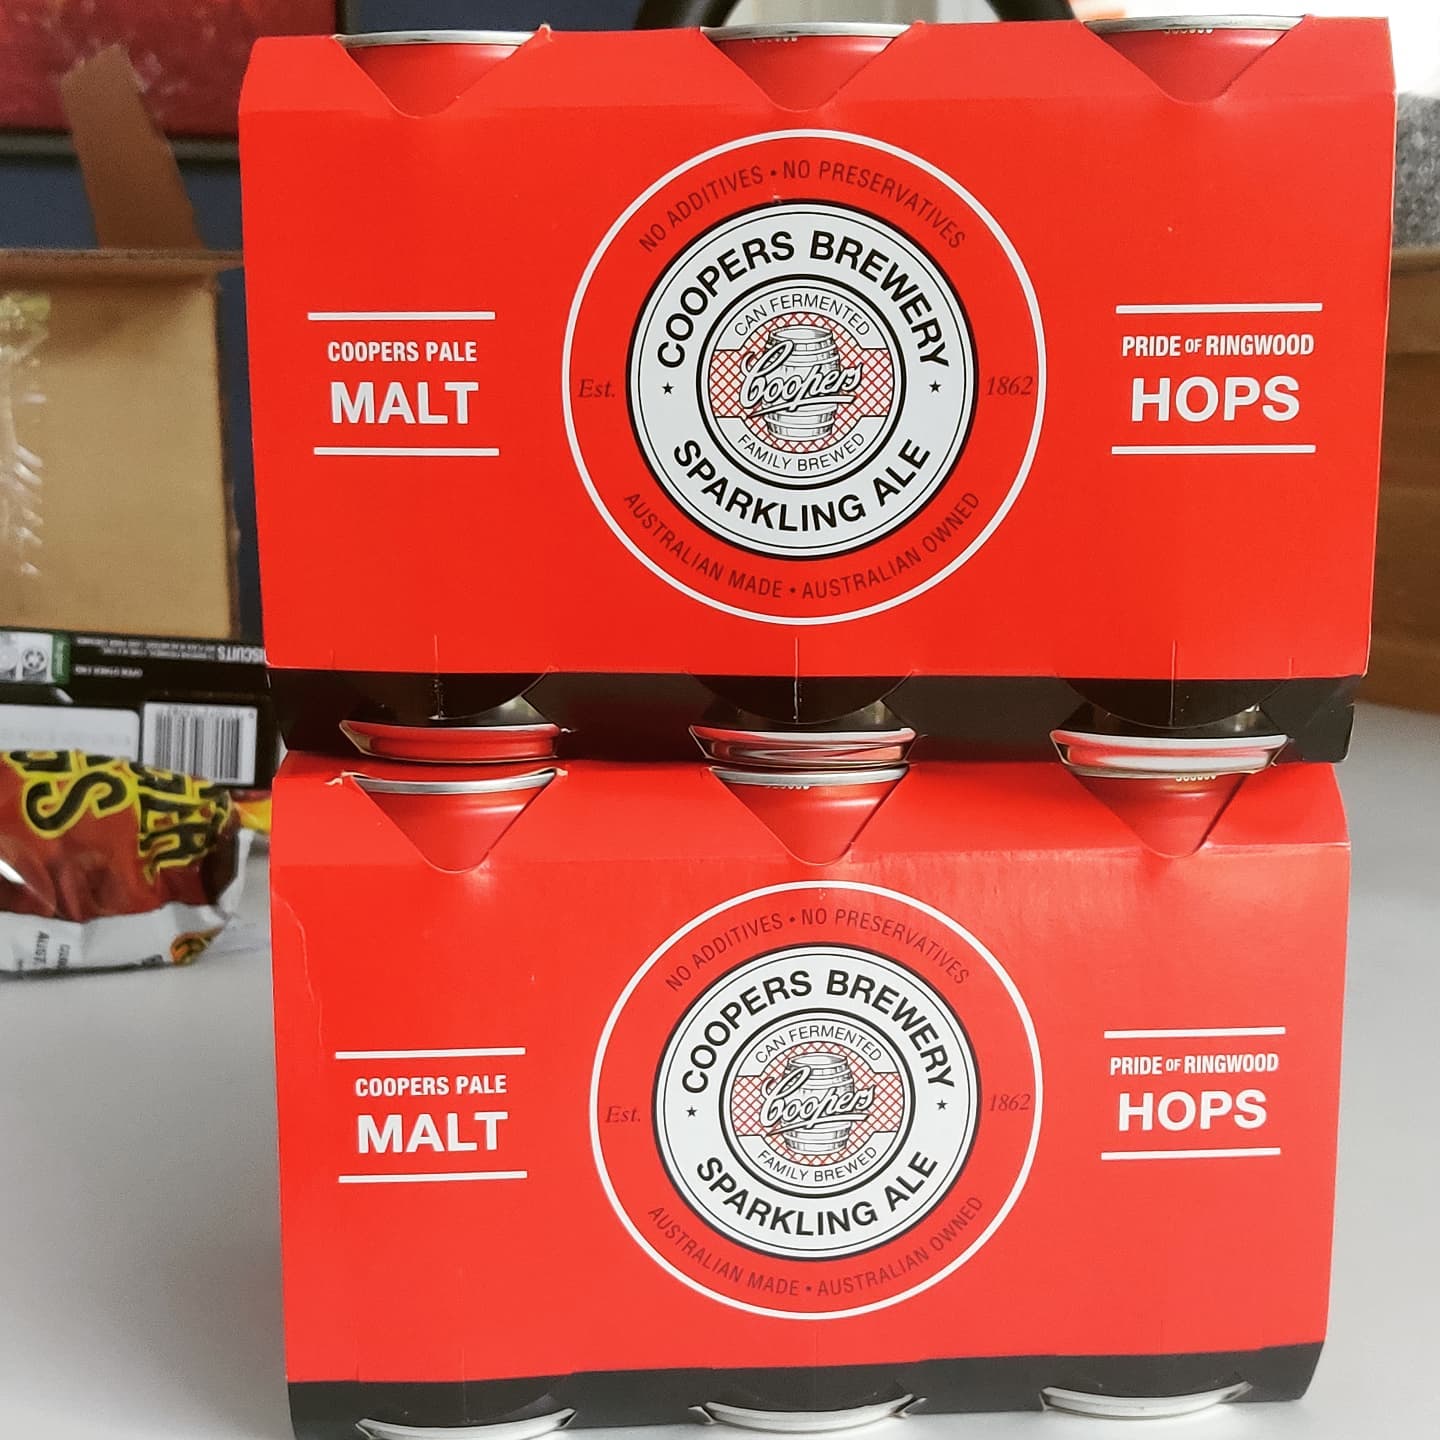 NO ADDITIVES • NO PRESERVATIVES
COOPERS BREWERY
CAN FERMENTED
Coopers
FAMILY BREWED
SPARKLING ALE
Est. 1862
AUSTRALIAN MADE • AUSTRALIAN OWNED
COOPERS PALE
MALT
PRIDE OF RINGWOOD
HOPS
NO ADDITIVES • NO PRESERVATIVES
COOPERS BREWERY
CAN FERMENTED
Coopers
FAMILY BREWED
SPARKLING ALE
Est. 1862
AUSTRALIAN MADE • AUSTRALIAN OWNED
COOPERS PALE
MALT
PRIDE OF RINGWOOD
HOPS
BISCUITS